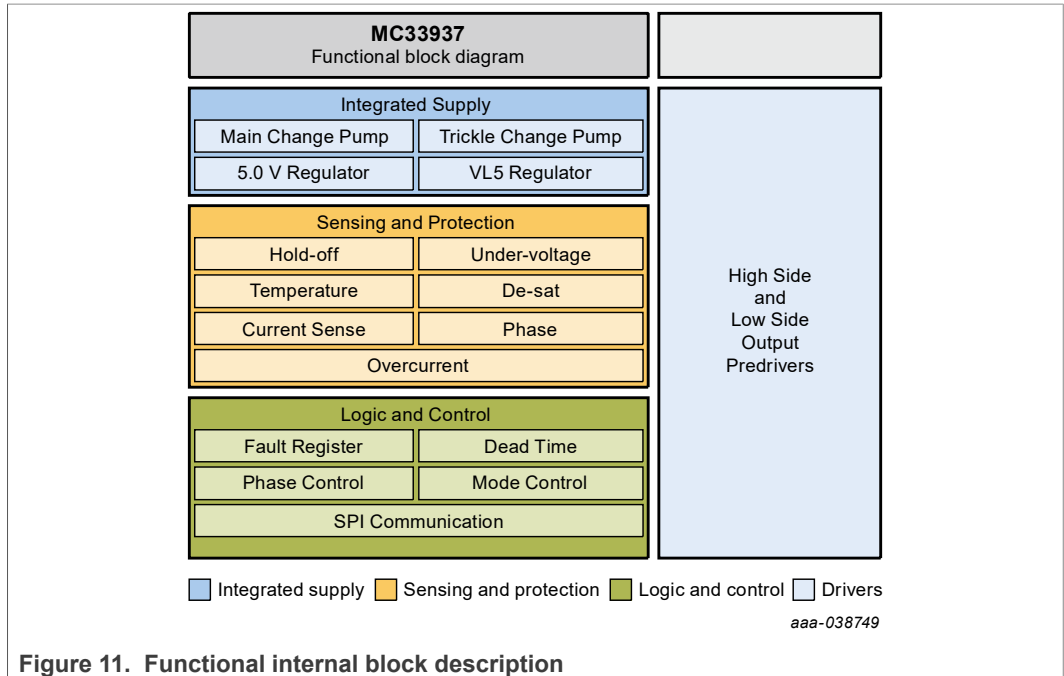 MC33937
Functional block diagram
Integrated Supply
Main Change Pump
Trickle Change Pump
5.0 V Regulator
VL5 Regulator
Sensing and Protection
Hold-off
Under-voltage
Temperature
De-sat
Current Sense
Phase
Overcurrent
Logic and Control
Fault Register
Dead Time
Phase Control
Mode Control
SPI Communication
High Side
and
Low Side
Output
Predrivers
Integrated supply
Sensing and protection
Logic and control
Drivers
aaa-038749
Figure 11. Functional internal block description